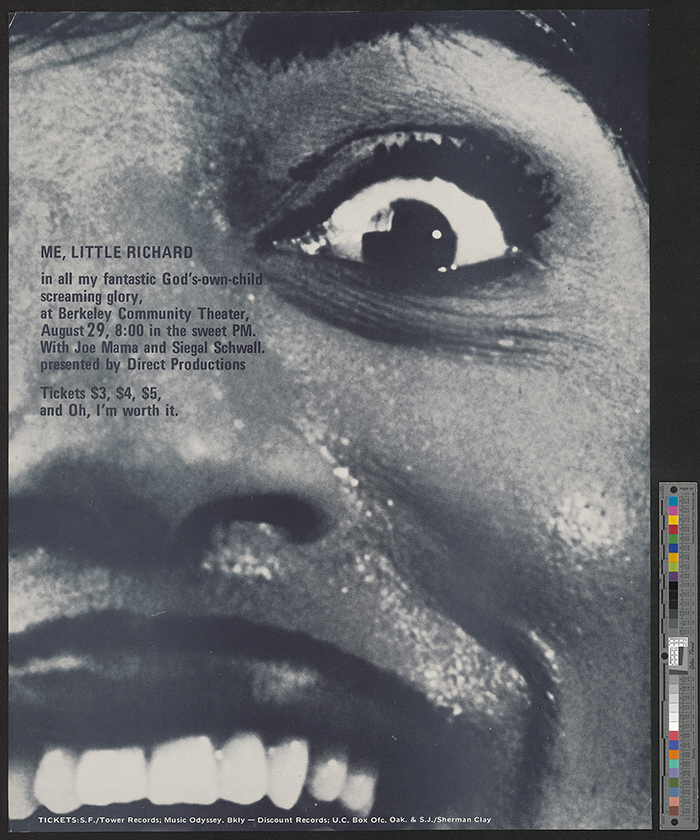 ME, LITTLE RICHARD
in all my fantastic God's-own-child
screaming glory,
at Berkeley Community Theater,
August 29, 8:00 in the sweet PM.
With Joe Mama and Siegal Schwall.
presented by Direct Productions
Tickets $3, $4, $5,
and Oh, I'm worth it.
TICKETS:S.F./Tower Records; Music Odyssey. Bkly — Discount Records; U.C. Box Ofc. Oak. & S.J./Sherman Clay